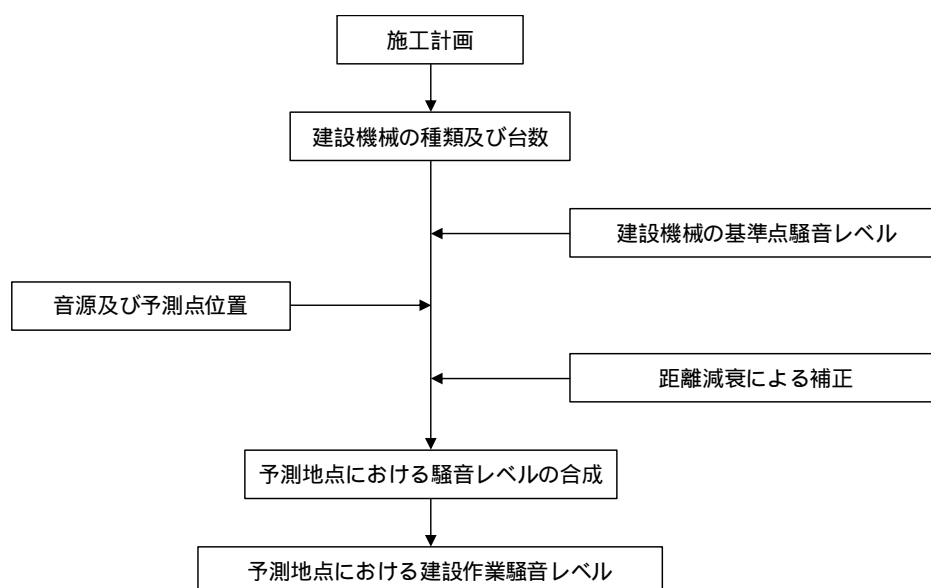 施工計画
建設機械の種類及び台数
建設機械の基準点騒音レベル
音源及び予測点位置
距離減衰による補正
予測地点における騒音レベルの合成
予測地点における建設作業騒音レベル